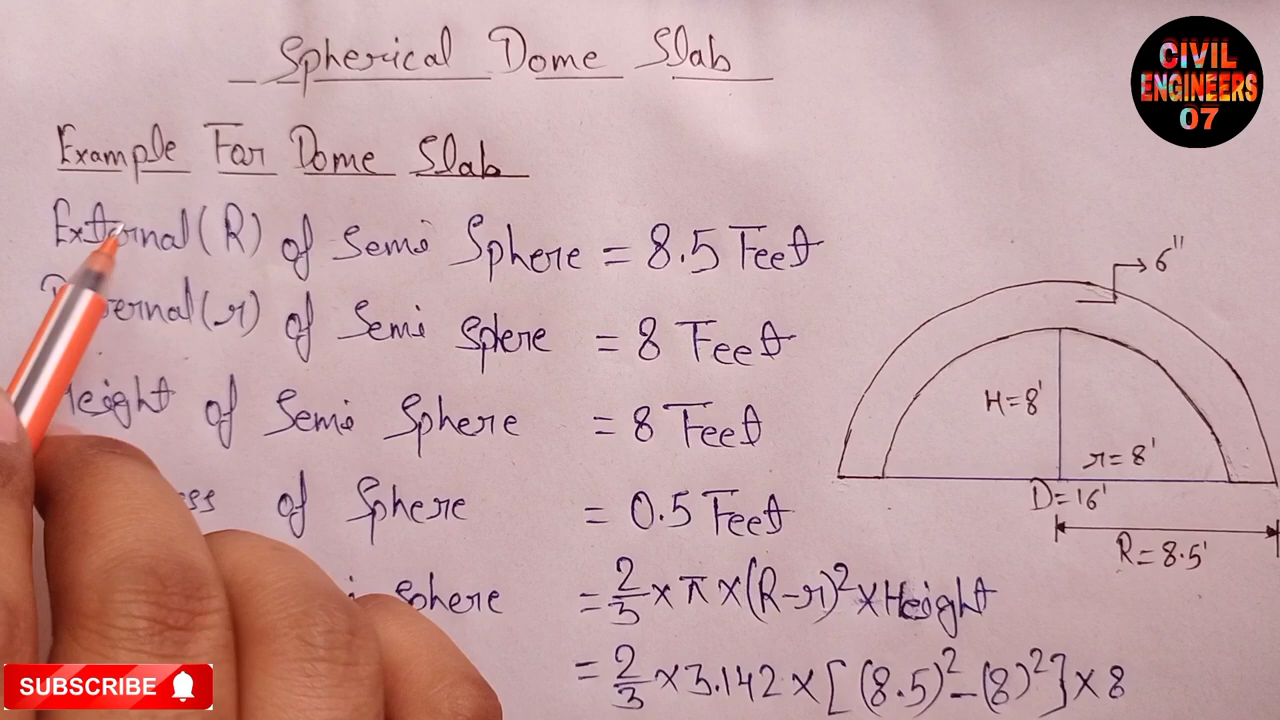 Spherical Dome Slab
CIVIL
ENGINEERS
07
Example For Dome Slab
External (R) of Semi Sphere = 8.5 Feet
(r) of Semi sphere = 8 Feet
Height of Semi Sphere = 8 Feet
of Sphere = 0.5 Feet
sphere = 2/3 × π × (R-r)² × Height
= 2/3 × 3.142 × [(8.5)² - (8)²] × 8
6"
H=8'
r=8'
D=16'
R=8.5'
SUBSCRIBE